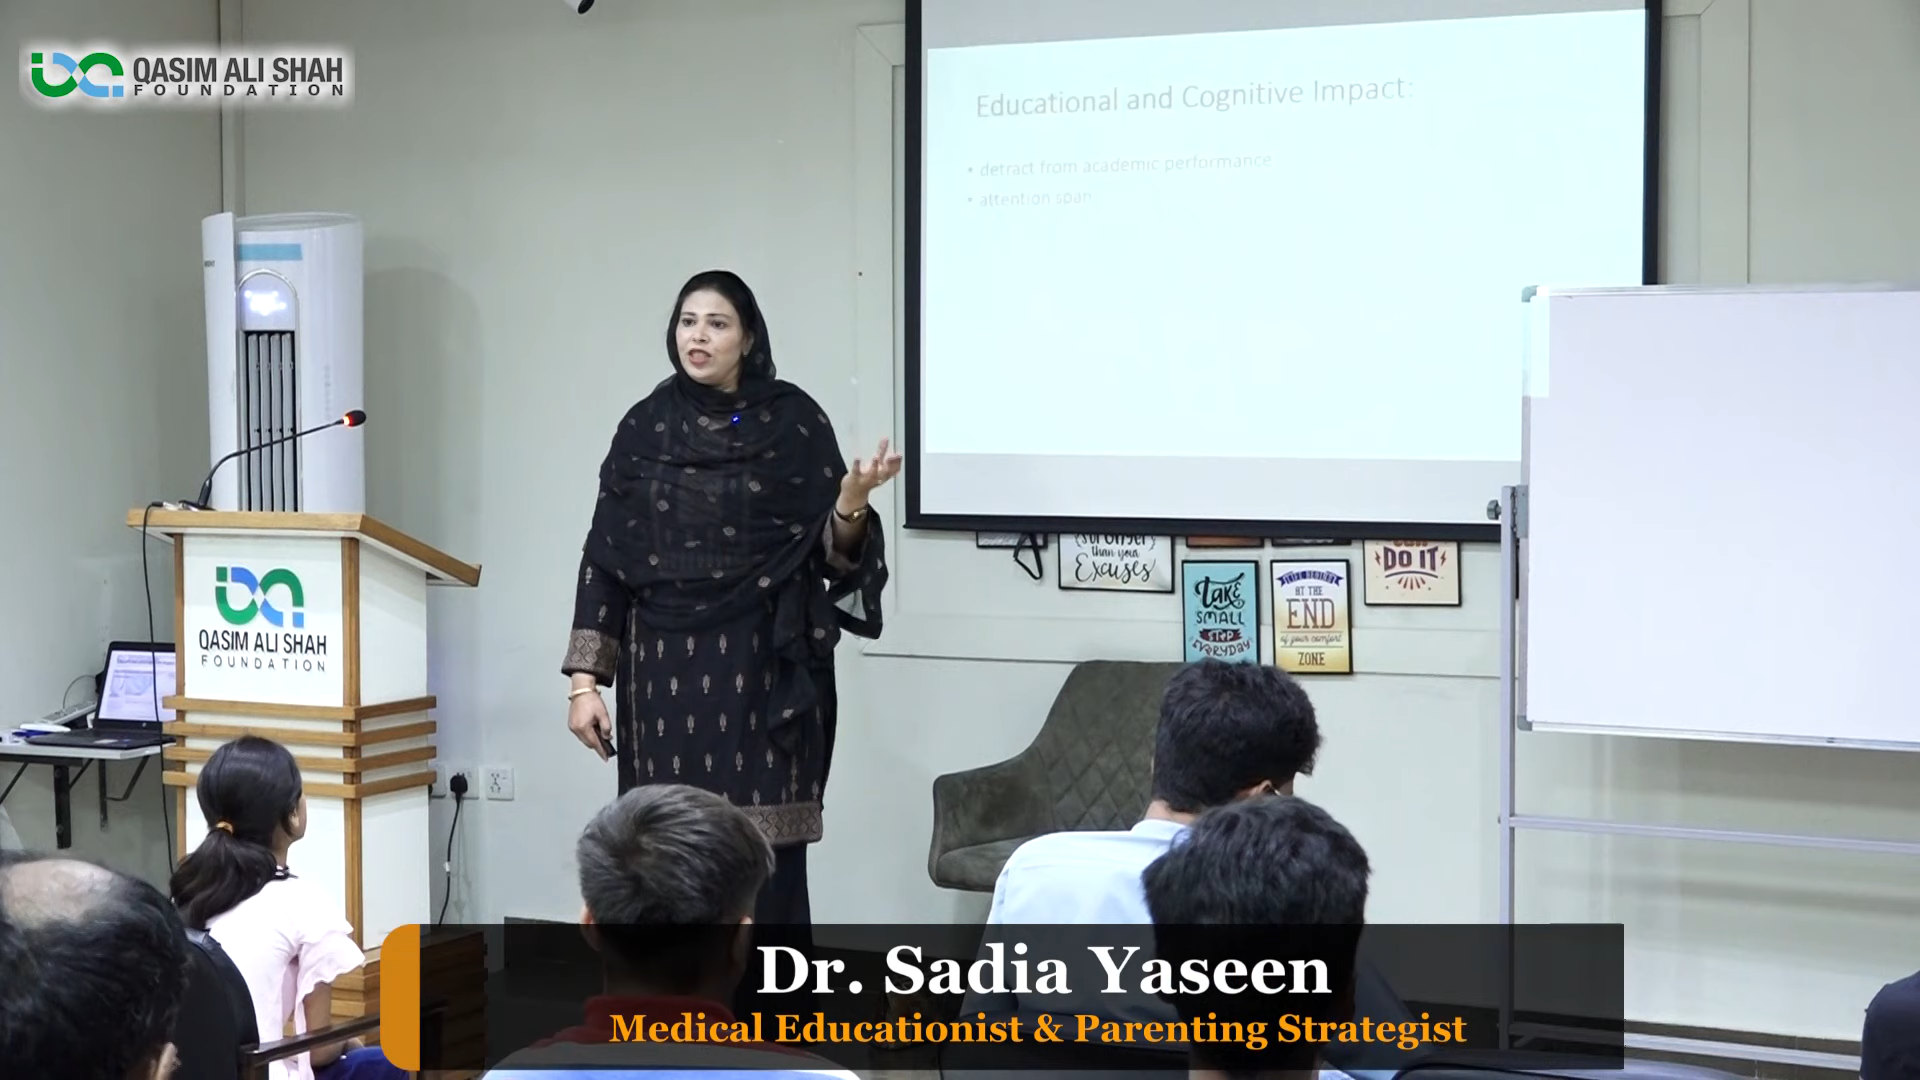 QASIM ALI SHAH
FOUNDATION
Educational and Cognitive Impact:
• detract from academic performance
• attention span
than your
Excuses
DO IT
Take
SMALL
STEP
EVERYDAY
LIFE BEGINS
AT THE
END
of your comfort
ZONE
QASIM ALI SHAH
FOUNDATION
Dr. Sadia Yaseen
Medical Educationist & Parenting Strategist